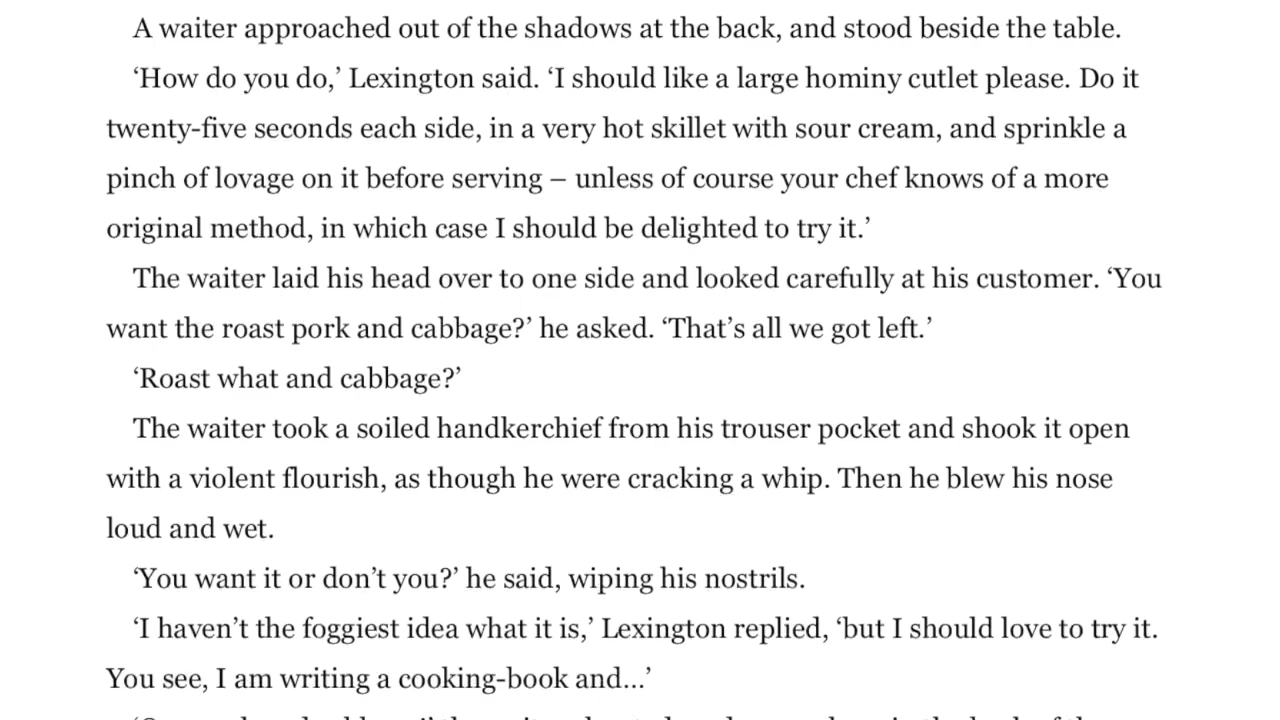 A waiter approached out of the shadows at the back, and stood beside the table.
‘How do you do,’ Lexington said. ‘I should like a large hominy cutlet please. Do it
twenty-five seconds each side, in a very hot skillet with sour cream, and sprinkle a
pinch of lovage on it before serving – unless of course your chef knows of a more
original method, in which case I should be delighted to try it.’
The waiter laid his head over to one side and looked carefully at his customer. ‘You
want the roast pork and cabbage?’ he asked. ‘That’s all we got left.’
‘Roast what and cabbage?’
The waiter took a soiled handkerchief from his trouser pocket and shook it open
with a violent flourish, as though he were cracking a whip. Then he blew his nose
loud and wet.
‘You want it or don’t you?’ he said, wiping his nostrils.
‘I haven’t the foggiest idea what it is,’ Lexington replied, ‘but I should love to try it.
You see, I am writing a cooking-book and...’